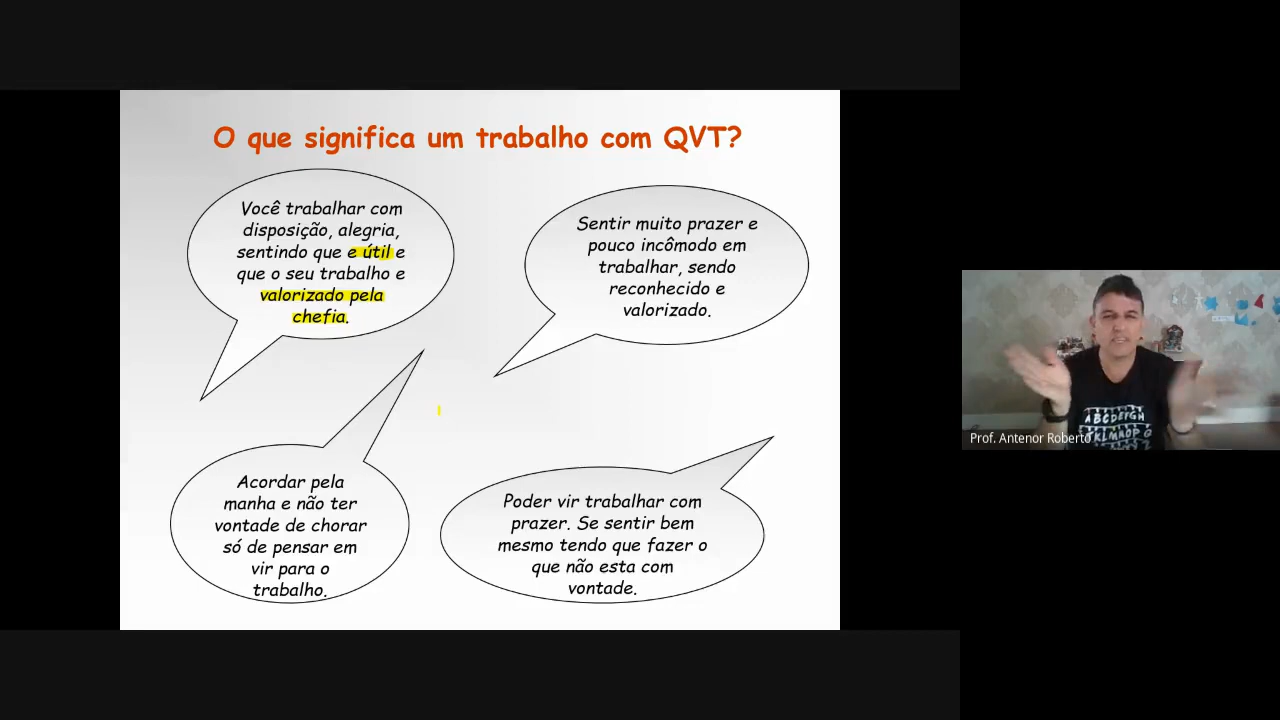 O que significa um trabalho com QVT?
Você trabalhar com
disposição, alegria,
sentindo que e útil e
que o seu trabalho e
valorizado pela
chefia.
Sentir muito prazer e
pouco incômodo em
trabalhar, sendo
reconhecido e
valorizado.
Acordar pela
manha e não ter
vontade de chorar
só de pensar em
vir para o
trabalho.
Poder vir trabalhar com
prazer. Se sentir bem
mesmo tendo que fazer o
que não esta com
vontade.
ABCDEFGH
Prof. Antenor Roberto